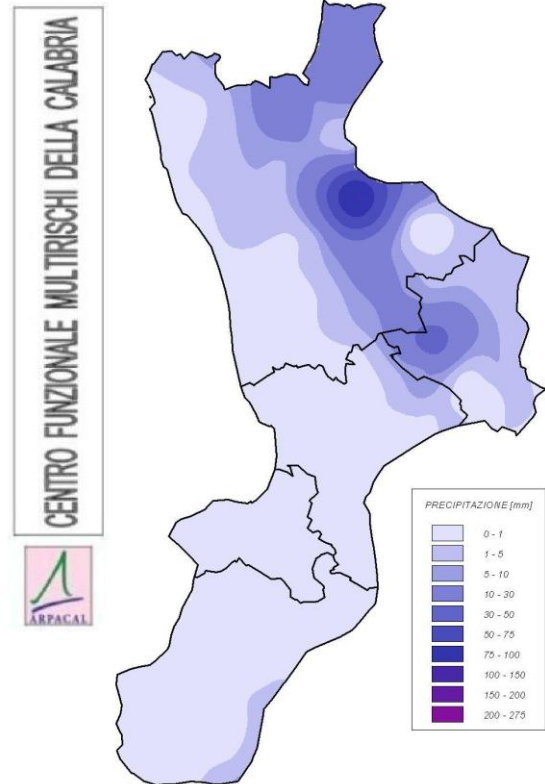 CENTRO FUNZIONALE MULTIRISCHI DELLA CALABRIA
ARPACAL
PRECIPITAZIONE [mm]
0 - 1
1 - 5
5 - 10
10 - 30
30 - 50
50 - 75
75 - 100
100 - 150
150 - 200
200 - 275